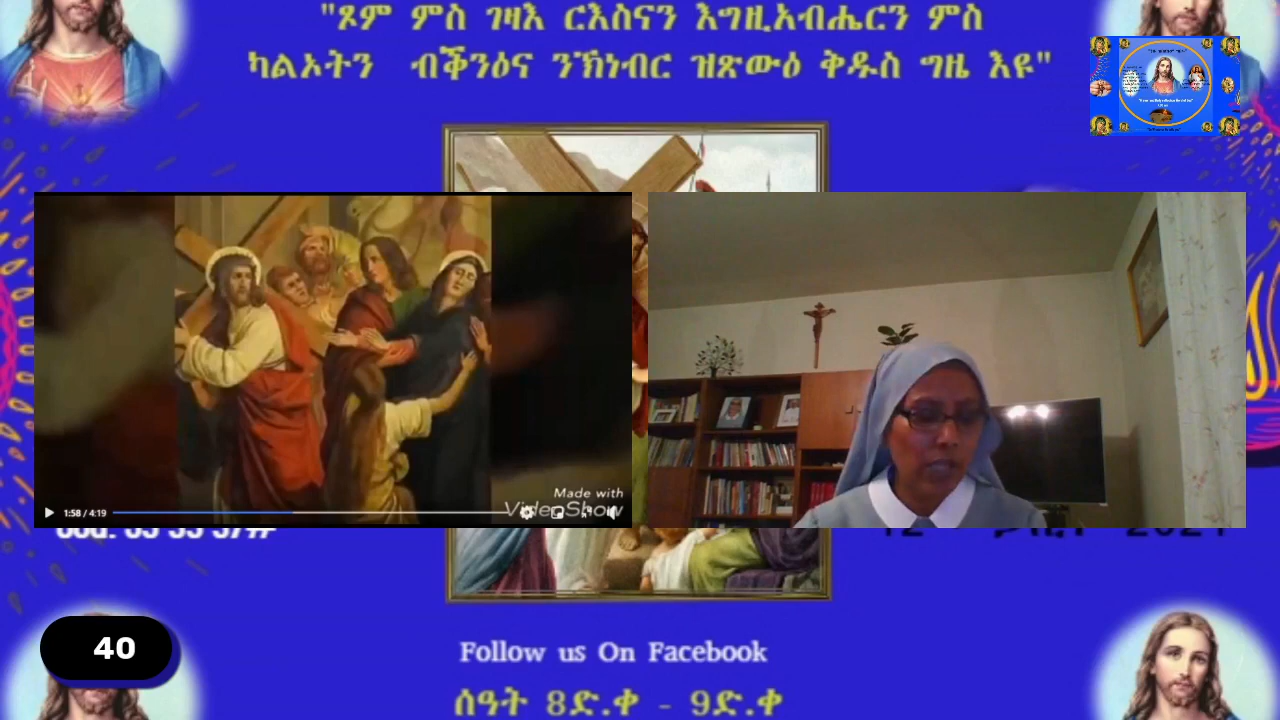 "ጾም ምስ ገዛእ ርእስናን እግዚአብሔርን ምስ
ካልኦትን ብቕንዕና ንኽነብር ዝጽውዕ ቅዱስ ግዜ እዩ"
Made with
VideoShow
1:58 / 4:19
40
Follow us On Facebook
ሰዓት 8ድ.ቀ - 9ድ.ቀ